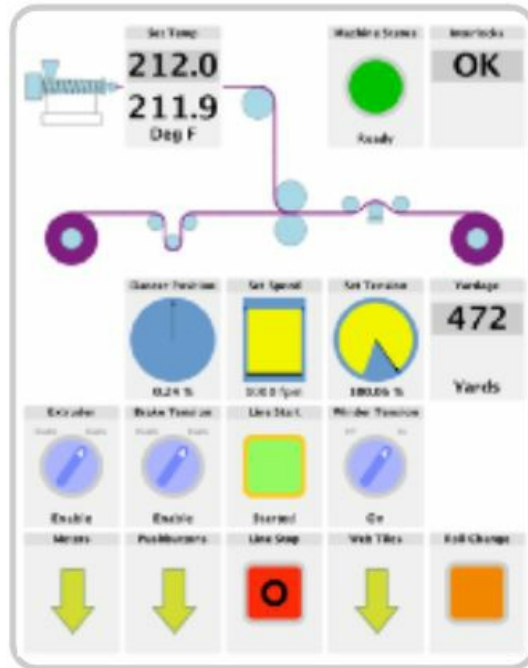 Set Temp
Machine Status
Interlocks
212.0
OK
211.9
Deg F
Ready
Dancer Position
Set Speed
Set Tension
Yardage
472
0.24 %
Yards
Extruder
Brake Tension
Line Start
Winder Tension
Enable
Enable
Started
On
Meters
Pushbuttons
Line Stop
Web Tiles
Roll Change